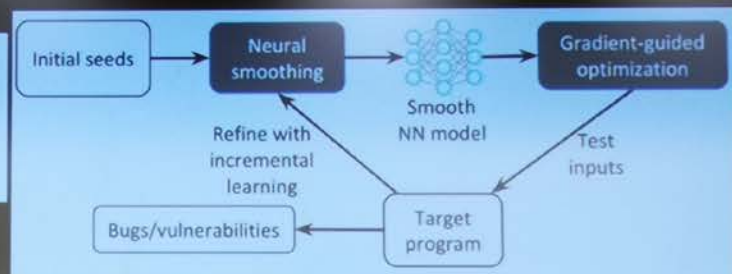 Initial seeds
Neural
smoothing
Smooth
NN model
Gradient-guided
optimization
Refine with
incremental
learning
Test
inputs
Bugs/vulnerabilities
Target
program